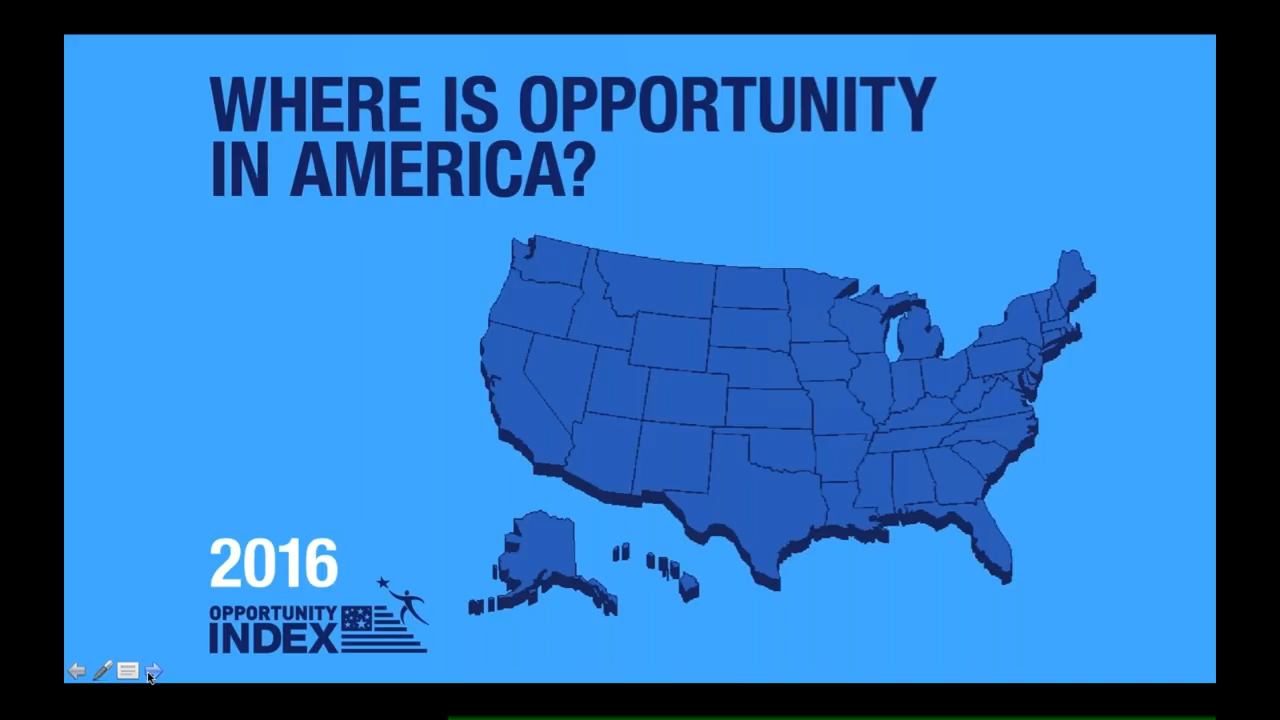 WHERE IS OPPORTUNITY
IN AMERICA?
2016
OPPORTUNITY
INDEX